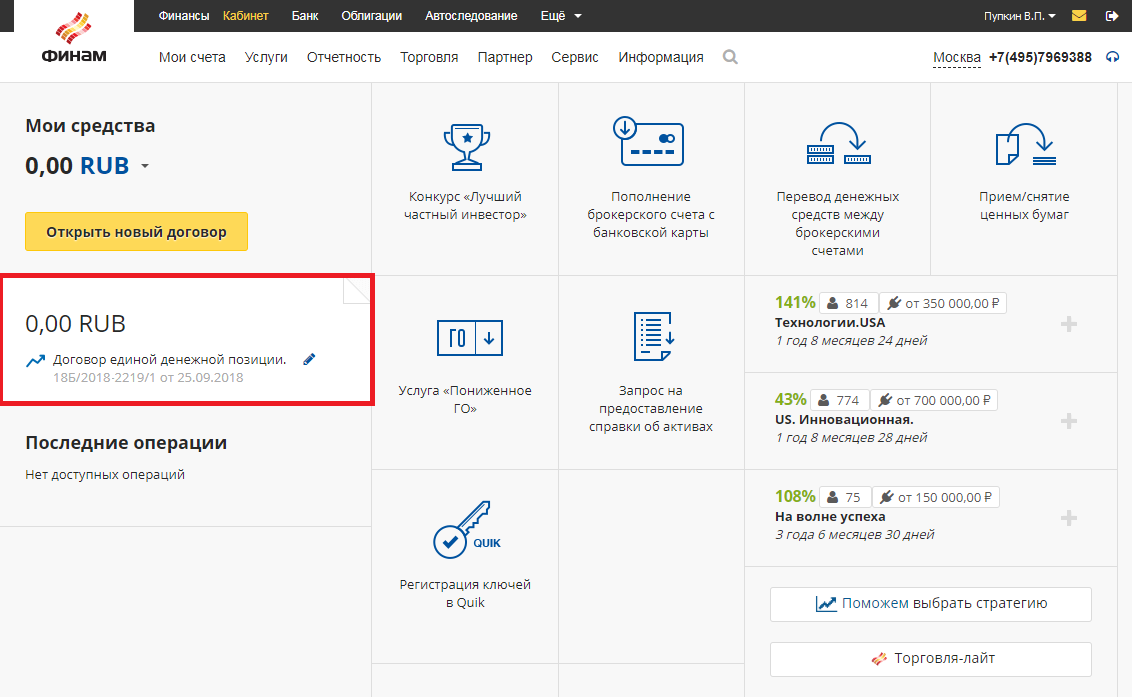 Финансы Кабинет Банк Облигации Автоследование Ещё Пупкин В.П.
ФИНАМ
Мои счета Услуги Отчетность Торговля Партнер Сервис Информация Москва +7(495)7969388
Мои средства
0,00 RUB
Открыть новый договор
0,00 RUB
Договор единой денежной позиции.
18Б/2018-2219/1 от 25.09.2018
Последние операции
Нет доступных операций
Конкурс «Лучший
частный инвестор»
Пополнение
брокерского счета с
банковской карты
Перевод денежных
средств между
брокерскими
счетами
Прием/снятие
ценных бумаг
ГО
Услуга «Пониженное
ГО»
Запрос на
предоставление
справки об активах
QUIK
Регистрация ключей
в Quik
141% 814 от 350 000,00 ₽
Технологии.USA
1 год 8 месяцев 24 дней
43% 774 от 700 000,00 ₽
US. Инновационная.
1 год 8 месяцев 28 дней
108% 75 от 150 000,00 ₽
На волне успеха
3 года 6 месяцев 30 дней
Поможем выбрать стратегию
Торговля-лайт